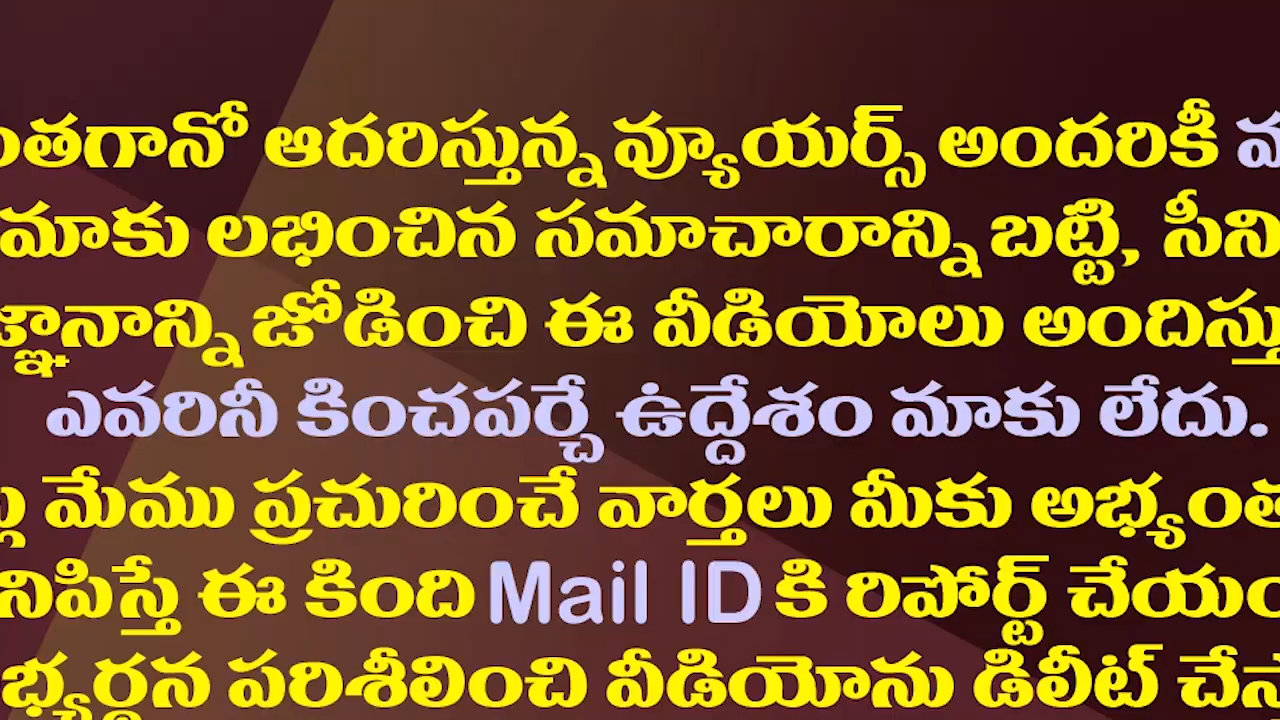 ంతగానో ఆదరిస్తున్న వ్యూయర్స్ అందరికీ
మాకు లభించిన సమాచారాన్ని బట్టి, సీని
జ్ఞానాన్ని జోడించి ఈ వీడియోలు అందిస్తు
ఎవరినీ కించపర్చే ఉద్దేశం మాకు లేదు.
మేము ప్రచురించే వార్తలు మీకు అభ్యంత
నిపిస్తే ఈ కింది Mail ID కి రిపోర్ట్ చేయం
భ్యర్థన పరిశీలించి వీడియోను డిలీట్ చేస